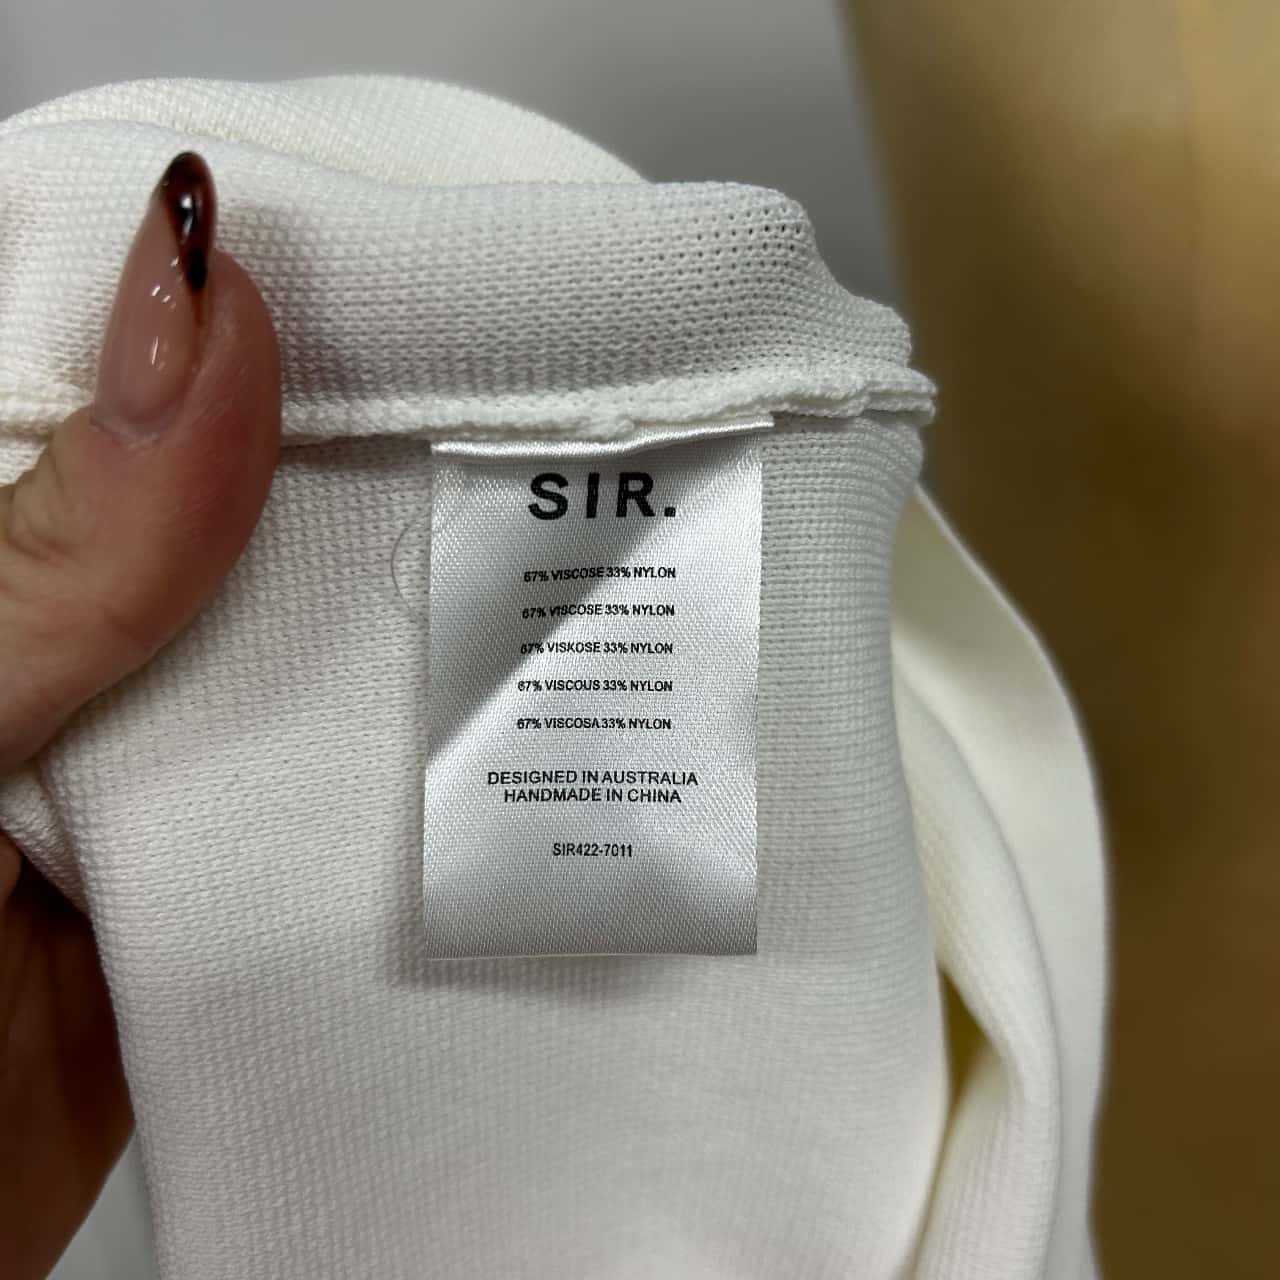 SIR.
67% VISCOSE 33% NYLON
67% VISCOSE 33% NYLON
67% VISKOSE 33% NYLON
67% VISCOUS 33% NYLON
67% VISCOSA 33% NYLON
DESIGNED IN AUSTRALIA
HANDMADE IN CHINA
SIR422-7011